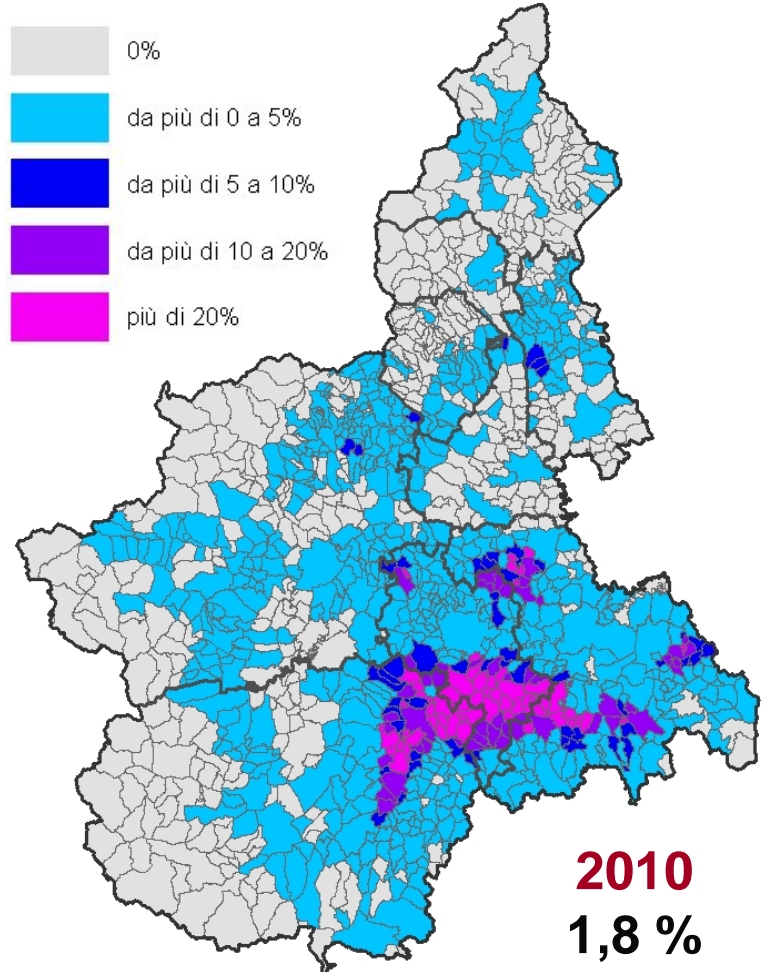 0%
da più di 0 a 5%
da più di 5 a 10%
da più di 10 a 20%
più di 20%
2010
1,8 %